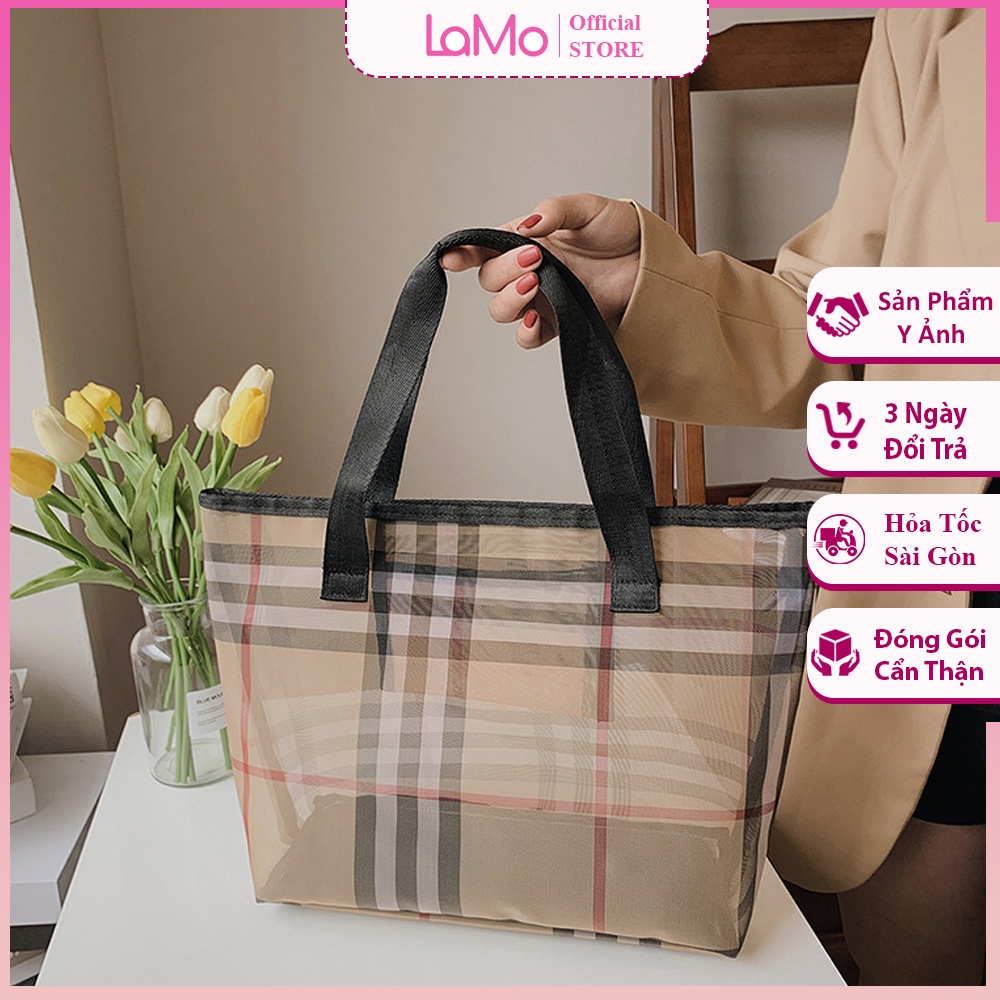 LaMo
Official
STORE
Sản Phẩm
Y Ảnh
3 Ngày
Đổi Trả
Hỏa Tốc
Sài Gòn
Đóng Gói
Cẩn Thận